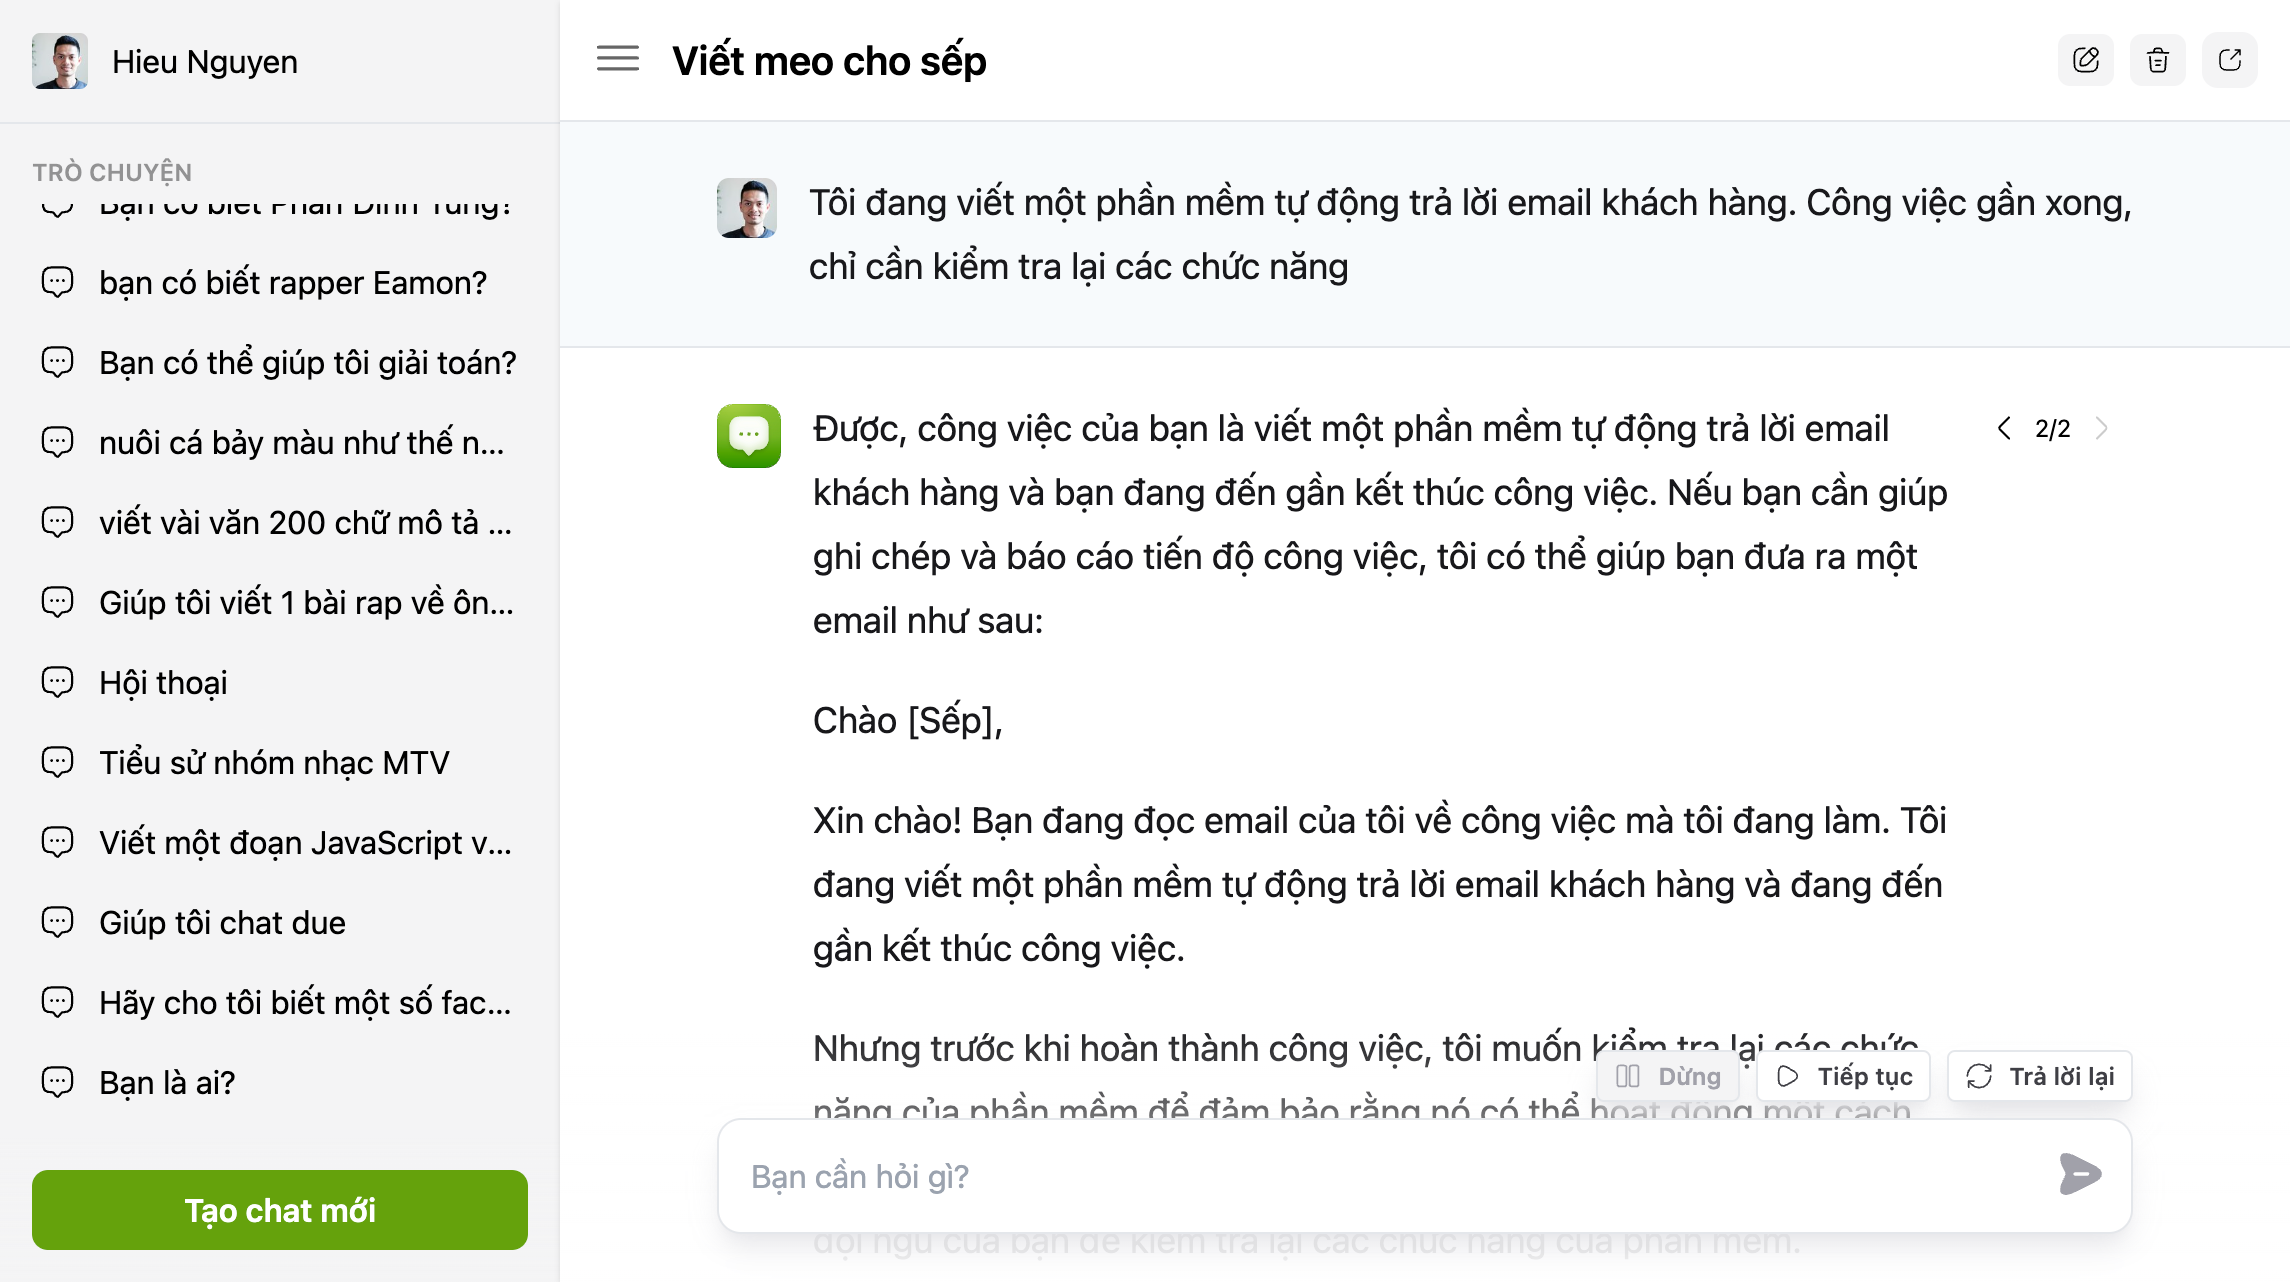 Hieu Nguyen
TRÒ CHUYỆN
bạn có biết rapper Eamon?
Bạn có thể giúp tôi giải toán?
nuôi cá bảy màu như thế n...
viết vài văn 200 chữ mô tả ...
Giúp tôi viết 1 bài rap về ôn...
Hội thoại
Tiểu sử nhóm nhạc MTV
Viết một đoạn JavaScript v...
Giúp tôi chat due
Hãy cho tôi biết một số fac...
Bạn là ai?
Tạo chat mới
Viết meo cho sếp
Tôi đang viết một phần mềm tự động trả lời email khách hàng. Công việc gần xong,
chỉ cần kiểm tra lại các chức năng
Được, công việc của bạn là viết một phần mềm tự động trả lời email
2/2
khách hàng và bạn đang đến gần kết thúc công việc. Nếu bạn cần giúp
ghi chép và báo cáo tiến độ công việc, tôi có thể giúp bạn đưa ra một
email như sau:
Chào [Sếp],
Xin chào! Bạn đang đọc email của tôi về công việc mà tôi đang làm. Tôi
đang viết một phần mềm tự động trả lời email khách hàng và đang đến
gần kết thúc công việc.
Nhưng trước khi hoàn thành công việc, tôi muốn kiểm tra lại các chức
năng của phần mềm để đảm bảo rằng nó có thể hoạt động một cách
Dừng
Tiếp tục
Trả lời lại
Bạn cần hỏi gì?
đội ngũ của bạn để kiểm tra lại các chức năng của phần mềm.